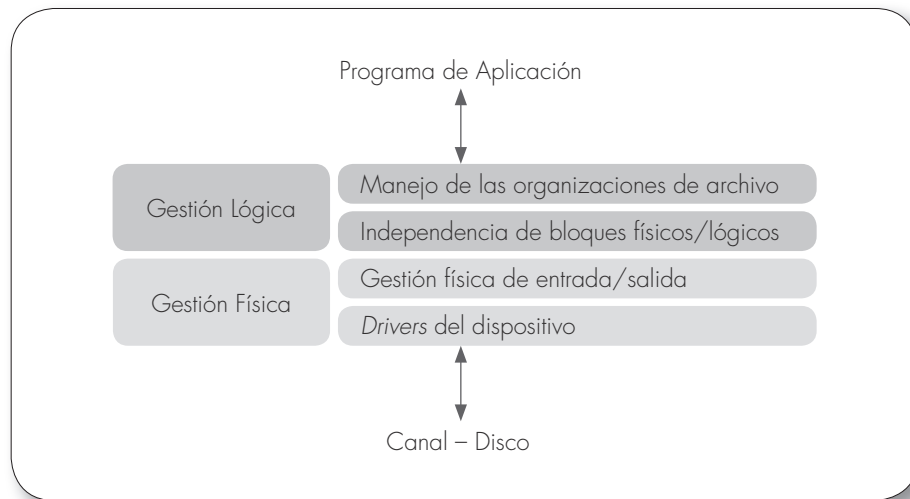 Programa de Aplicación
Gestión Lógica
Manejo de las organizaciones de archivo
Independencia de bloques físicos/lógicos
Gestión Física
Gestión física de entrada/salida
Drivers del dispositivo
Canal – Disco